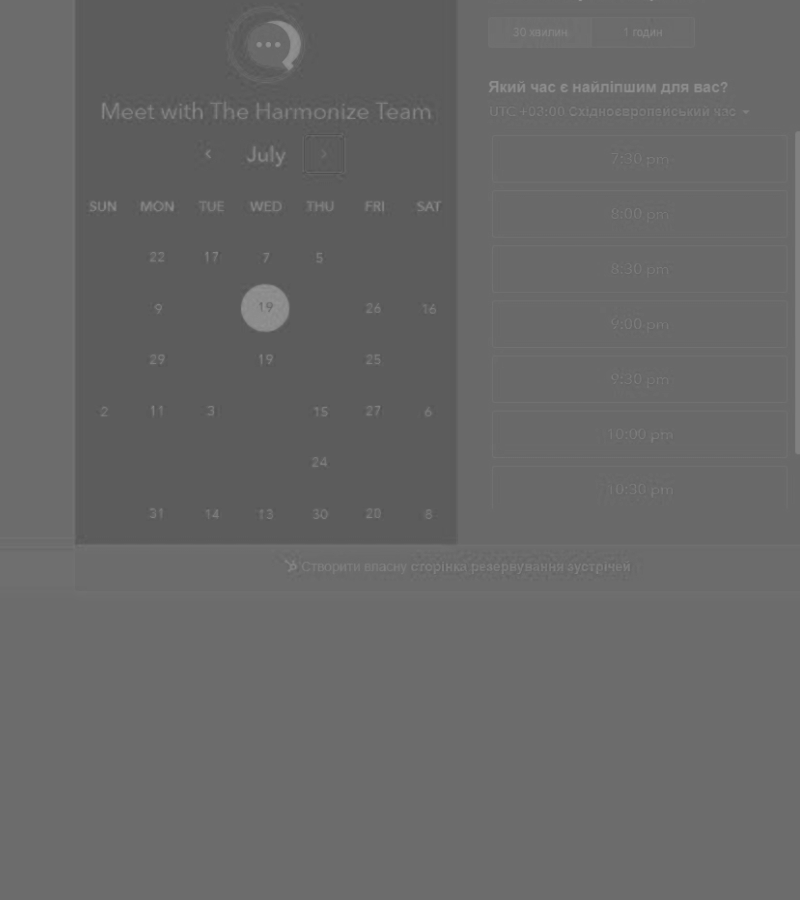 Meet with The Harmonize Team
July
SUN MON TUE WED THU FRI SAT
22 17 7 5
9 19 26 16
29 19 25
2 11 3 15 27 6
24
31 14 13 30 28 8
30 хвилин 1 годин
Який час є найліпшим для вас?
UTC +03:00 Східноєвропейський час
7:30 pm
8:00 pm
8:30 pm
9:00 pm
9:30 pm
10:00 pm
10:30 pm
Створити власну сторінка резервування зустрічей